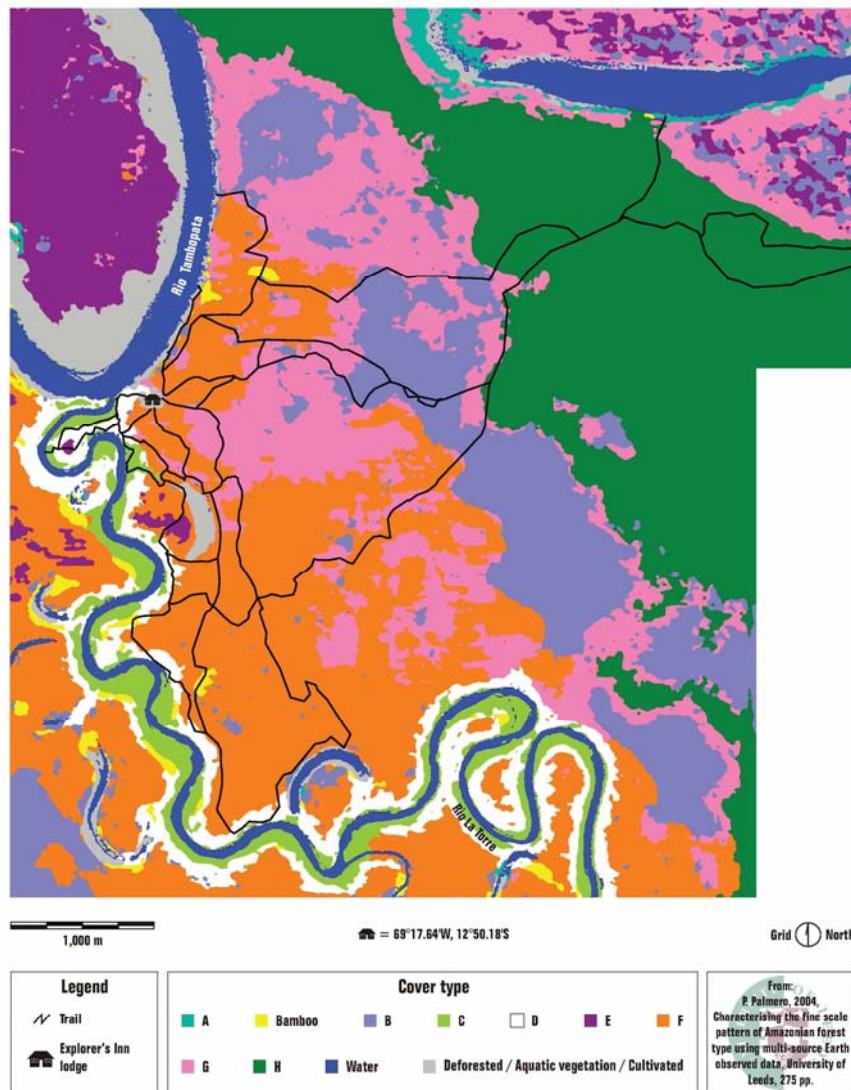 Rio Tambopata
Rio La Torre
1,000 m
= 69°17.64'W, 12°50.18'S
Grid North
Legend
Trail
Explorer's Inn
lodge
Cover type
A Bamboo B C D E F
G H Water Deforested / Aquatic vegetation / Cultivated
From:
P. Palmero, 2004,
Characterising the fine scale
pattern of Amazonian forest
type using multi-source Earth
observed data, University of
Leeds, 275 pp.